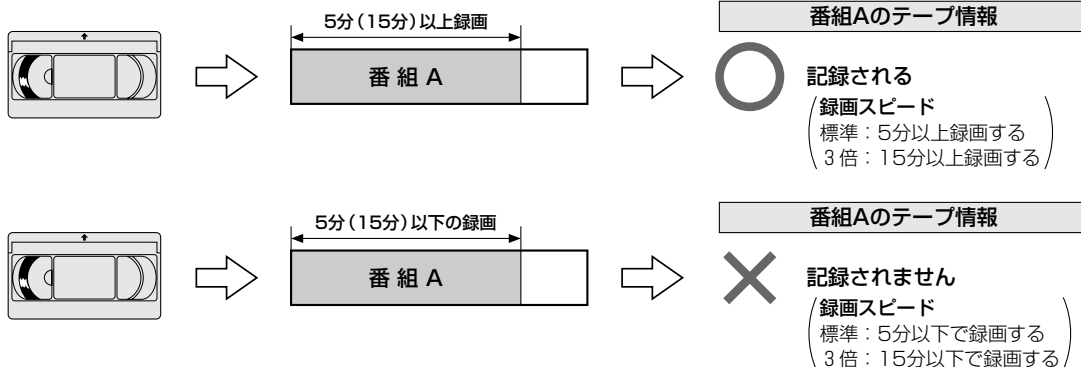 5分(15分)以上録画
番組A
番組Aのテープ情報
記録される
録画スピード
標準：5分以上録画する
3倍：15分以上録画する
5分(15分)以下の録画
番組A
番組Aのテープ情報
記録されません
録画スピード
標準：5分以下で録画する
3倍：15分以下で録画する